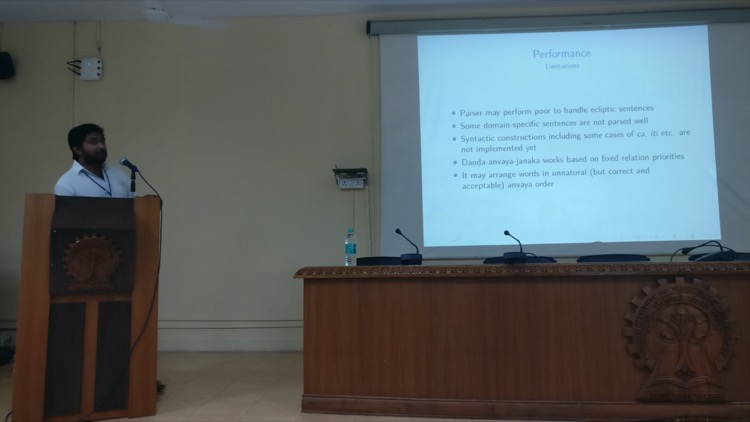 Performance
Limitations
Parser may perform poor to handle ecliptic sentences
Some domain-specific sentences are not parsed well
Syntactic constructions including some cases of ca, iti etc. are
not implemented yet
Daṇḍa-anvaya-janaka works based on fixed relation priorities
It may arrange words in unnatural (but correct and
acceptable) anvaya order